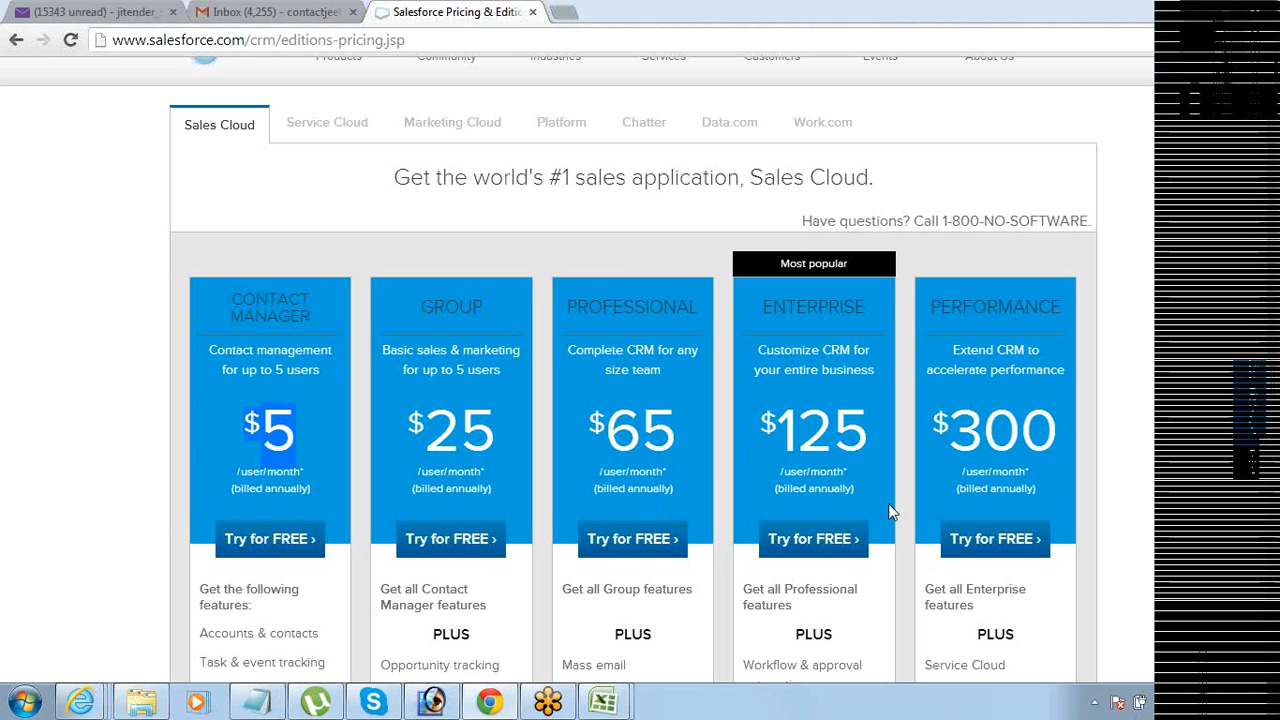 (15343 unread) - jitender_
Inbox (4,255) - contactjest
Salesforce Pricing & Editi
www.salesforce.com/crm/editions-pricing.jsp
Products Community Industries Services Customers Events About Us
Sales Cloud Service Cloud Marketing Cloud Platform Chatter Data.com Work.com
Get the world's #1 sales application, Sales Cloud.
Have questions? Call 1-800-NO-SOFTWARE.
Most popular
CONTACT
MANAGER
Contact management
for up to 5 users
$5
/user/month*
(billed annually)
Try for FREE ›
Get the following
features:
Accounts & contacts
Task & event tracking
GROUP
Basic sales & marketing
for up to 5 users
$25
/user/month*
(billed annually)
Try for FREE ›
Get all Contact
Manager features
PLUS
Opportunity tracking
PROFESSIONAL
Complete CRM for any
size team
$65
/user/month*
(billed annually)
Try for FREE ›
Get all Group features
PLUS
Mass email
ENTERPRISE
Customize CRM for
your entire business
$125
/user/month*
(billed annually)
Try for FREE ›
Get all Professional
features
PLUS
Workflow & approval
PERFORMANCE
Extend CRM to
accelerate performance
$300
/user/month*
(billed annually)
Try for FREE ›
Get all Enterprise
features
PLUS
Service Cloud